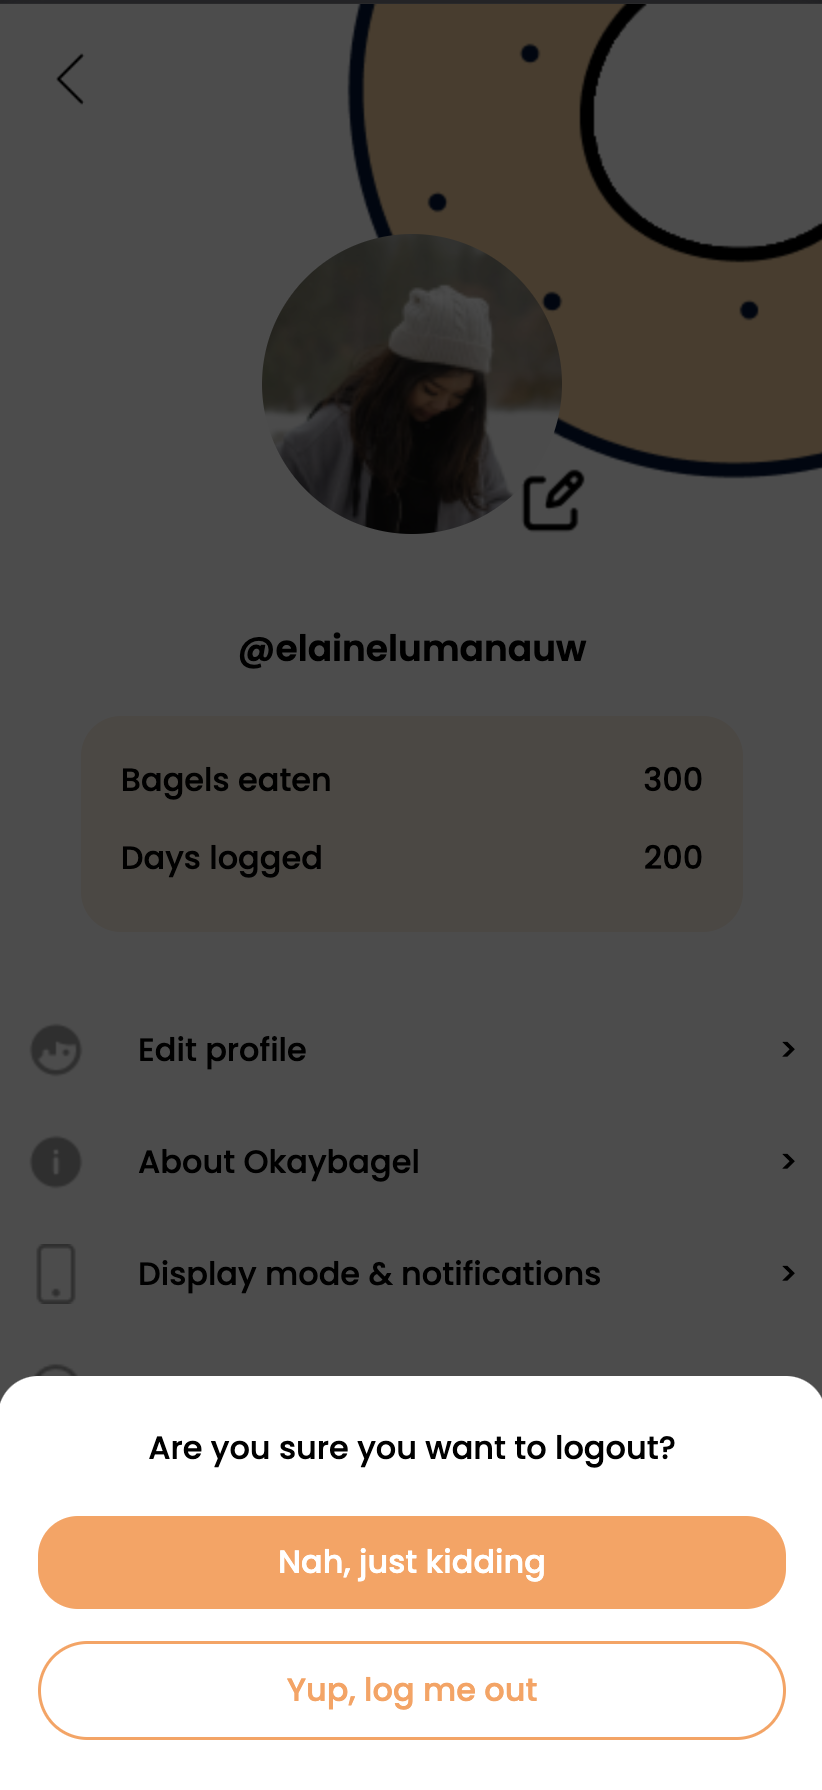 @elainelumanauw
Bagels eaten 300
Days logged 200
Edit profile >
About Okaybagel >
Display mode & notifications >
Are you sure you want to logout?
Nah, just kidding
Yup, log me out